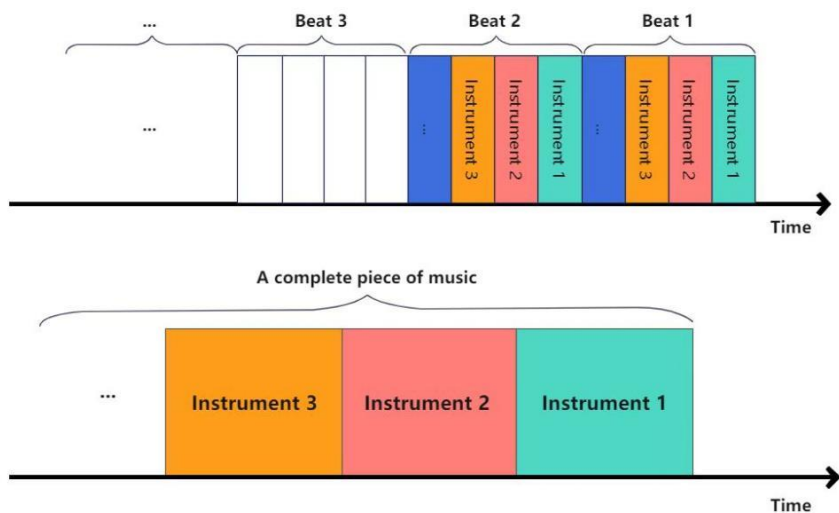 ...
Beat 3
Beat 2
Beat 1
...
...
Instrument 3
Instrument 2
Instrument 1
...
Instrument 3
Instrument 2
Instrument 1
Time
A complete piece of music
...
Instrument 3
Instrument 2
Instrument 1
Time